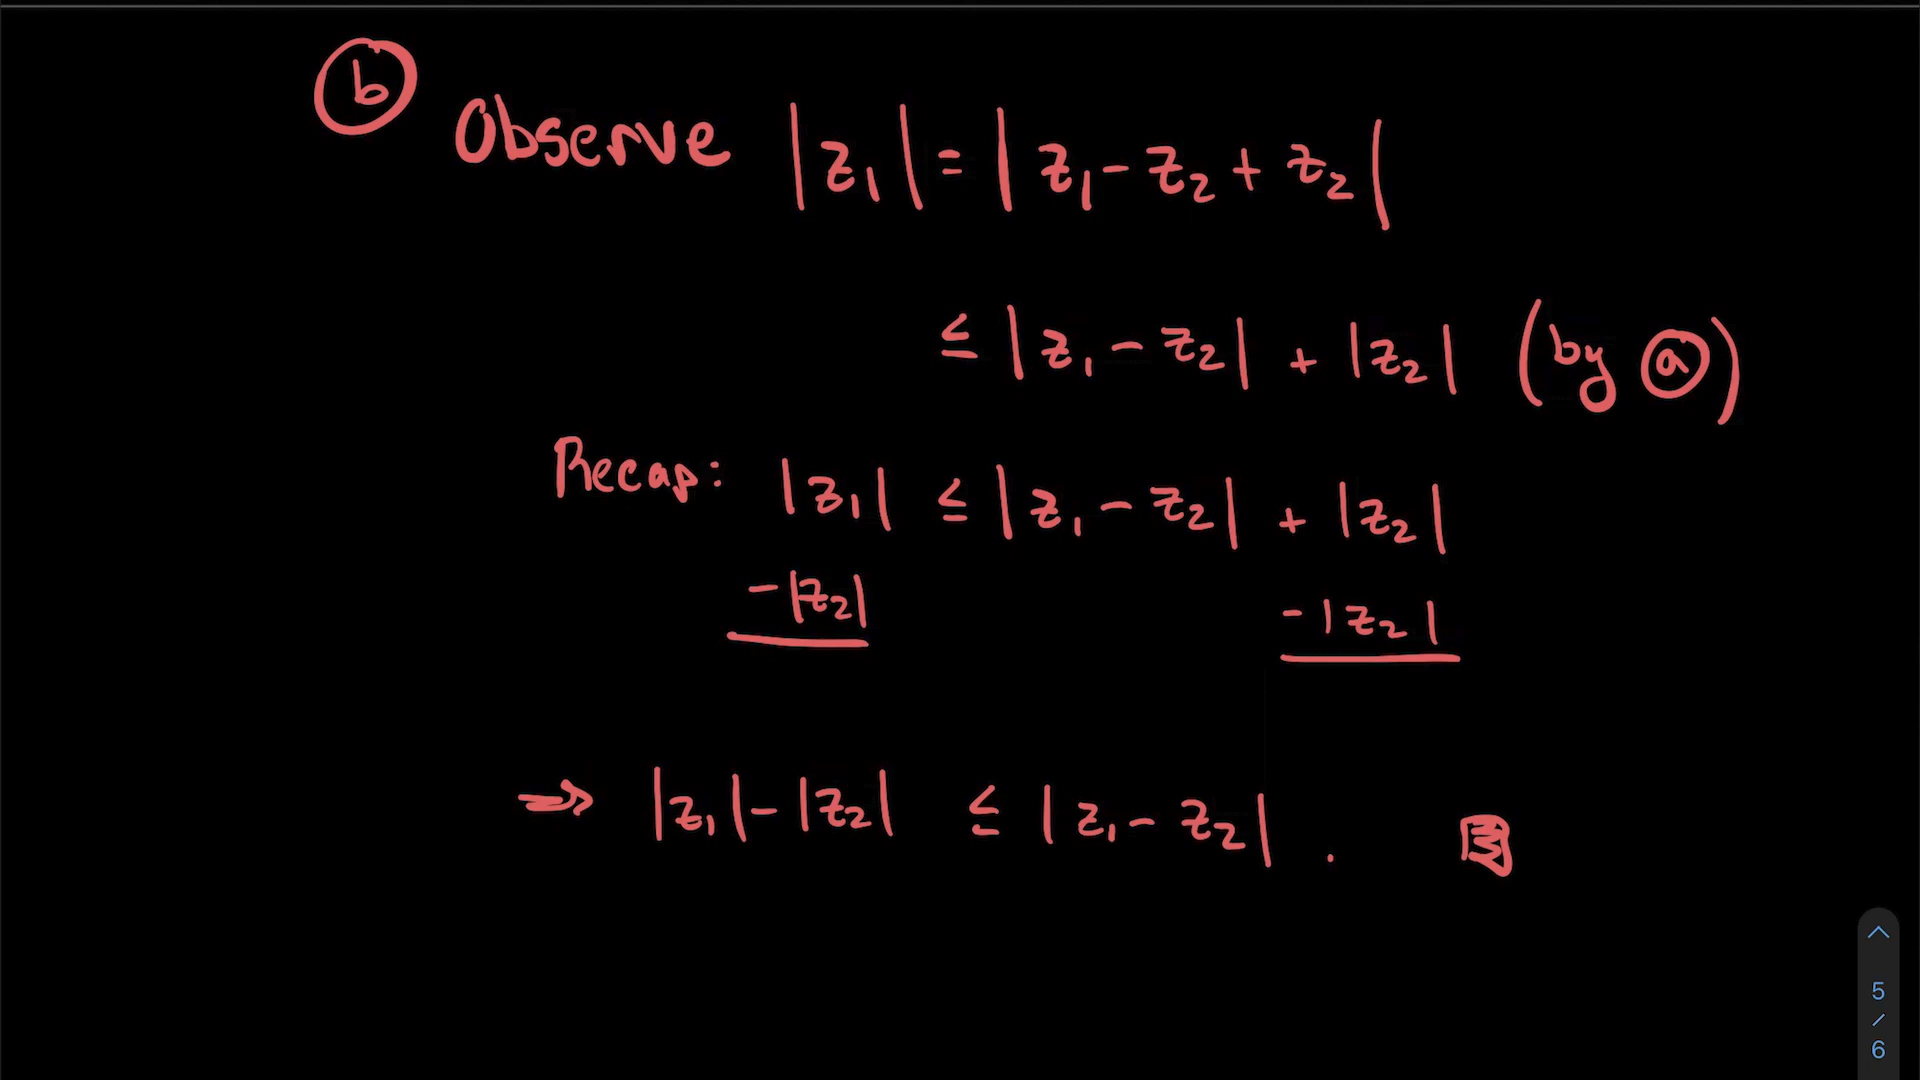 b
Observe |z₁| = |z₁ - z₂ + z₂|
≤ |z₁ - z₂| + |z₂| (by a)
Recap: |z₁| ≤ |z₁ - z₂| + |z₂|
-|z₂| -|z₂|
⇒ |z₁| - |z₂| ≤ |z₁ - z₂| .
5
/
6